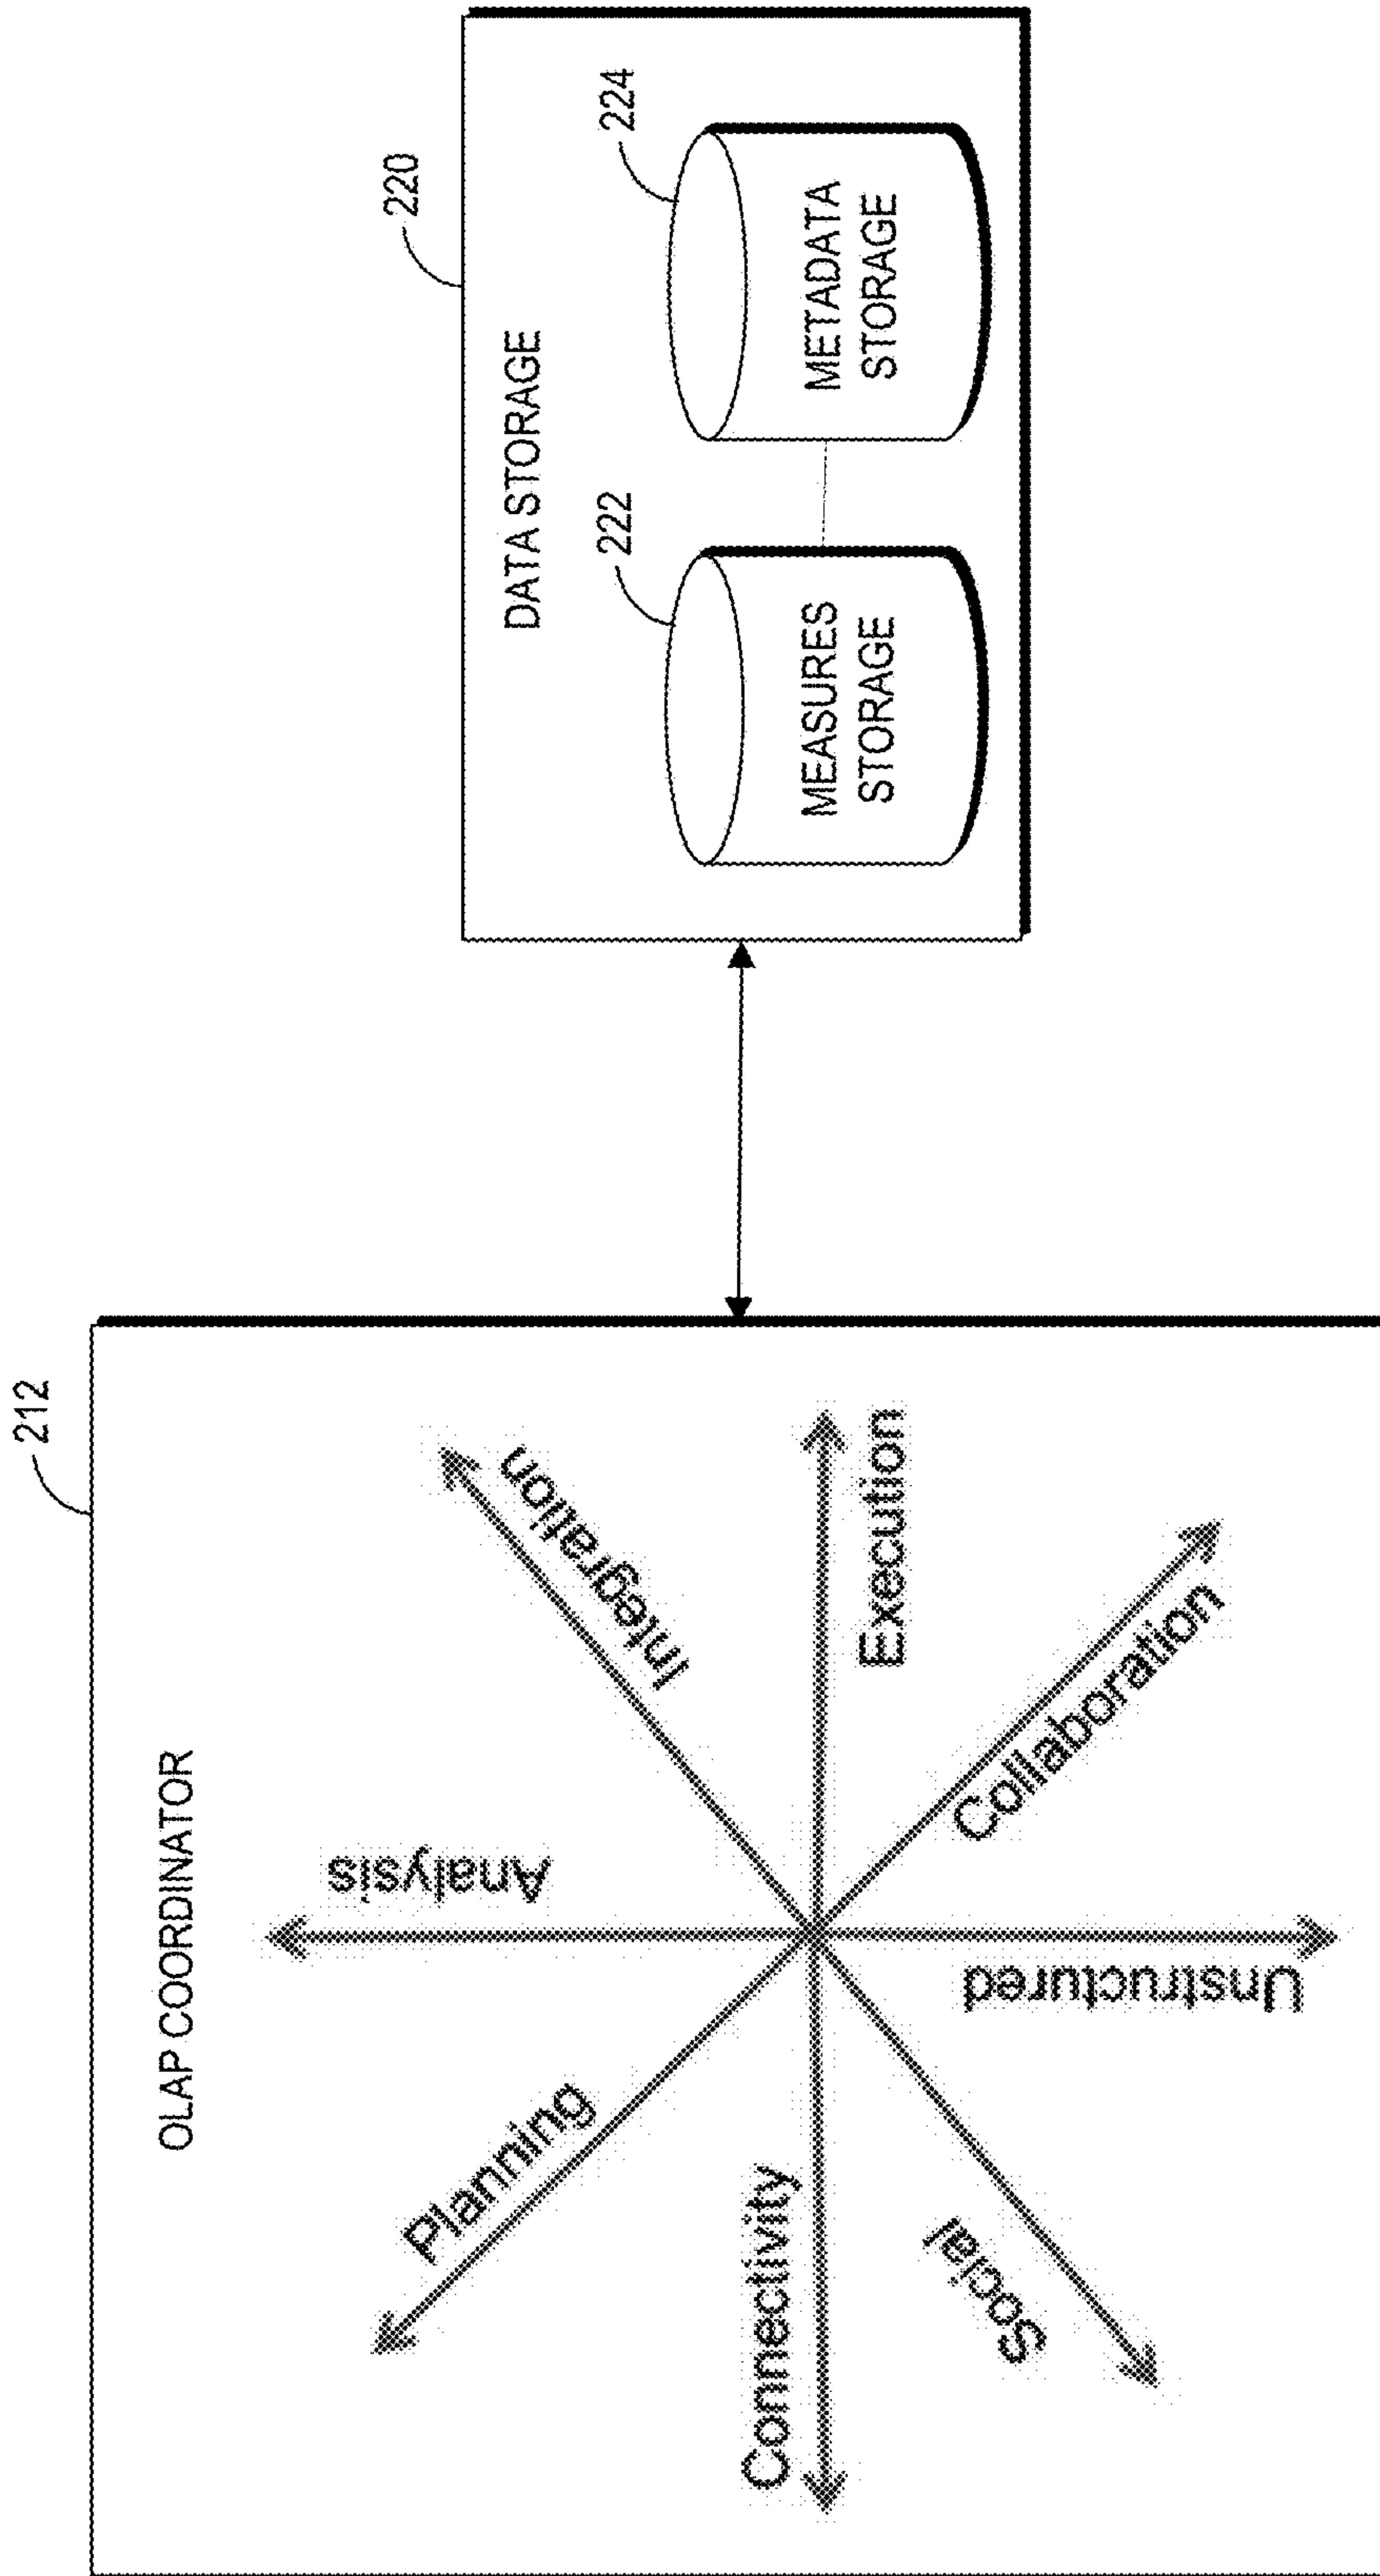 212
OLAP COORDINATOR
Planning
Analysis
Integration
Connectivity
Execution
Social
Unstructured
Collaboration
220
DATA STORAGE
222
224
MEASURES
STORAGE
METADATA
STORAGE